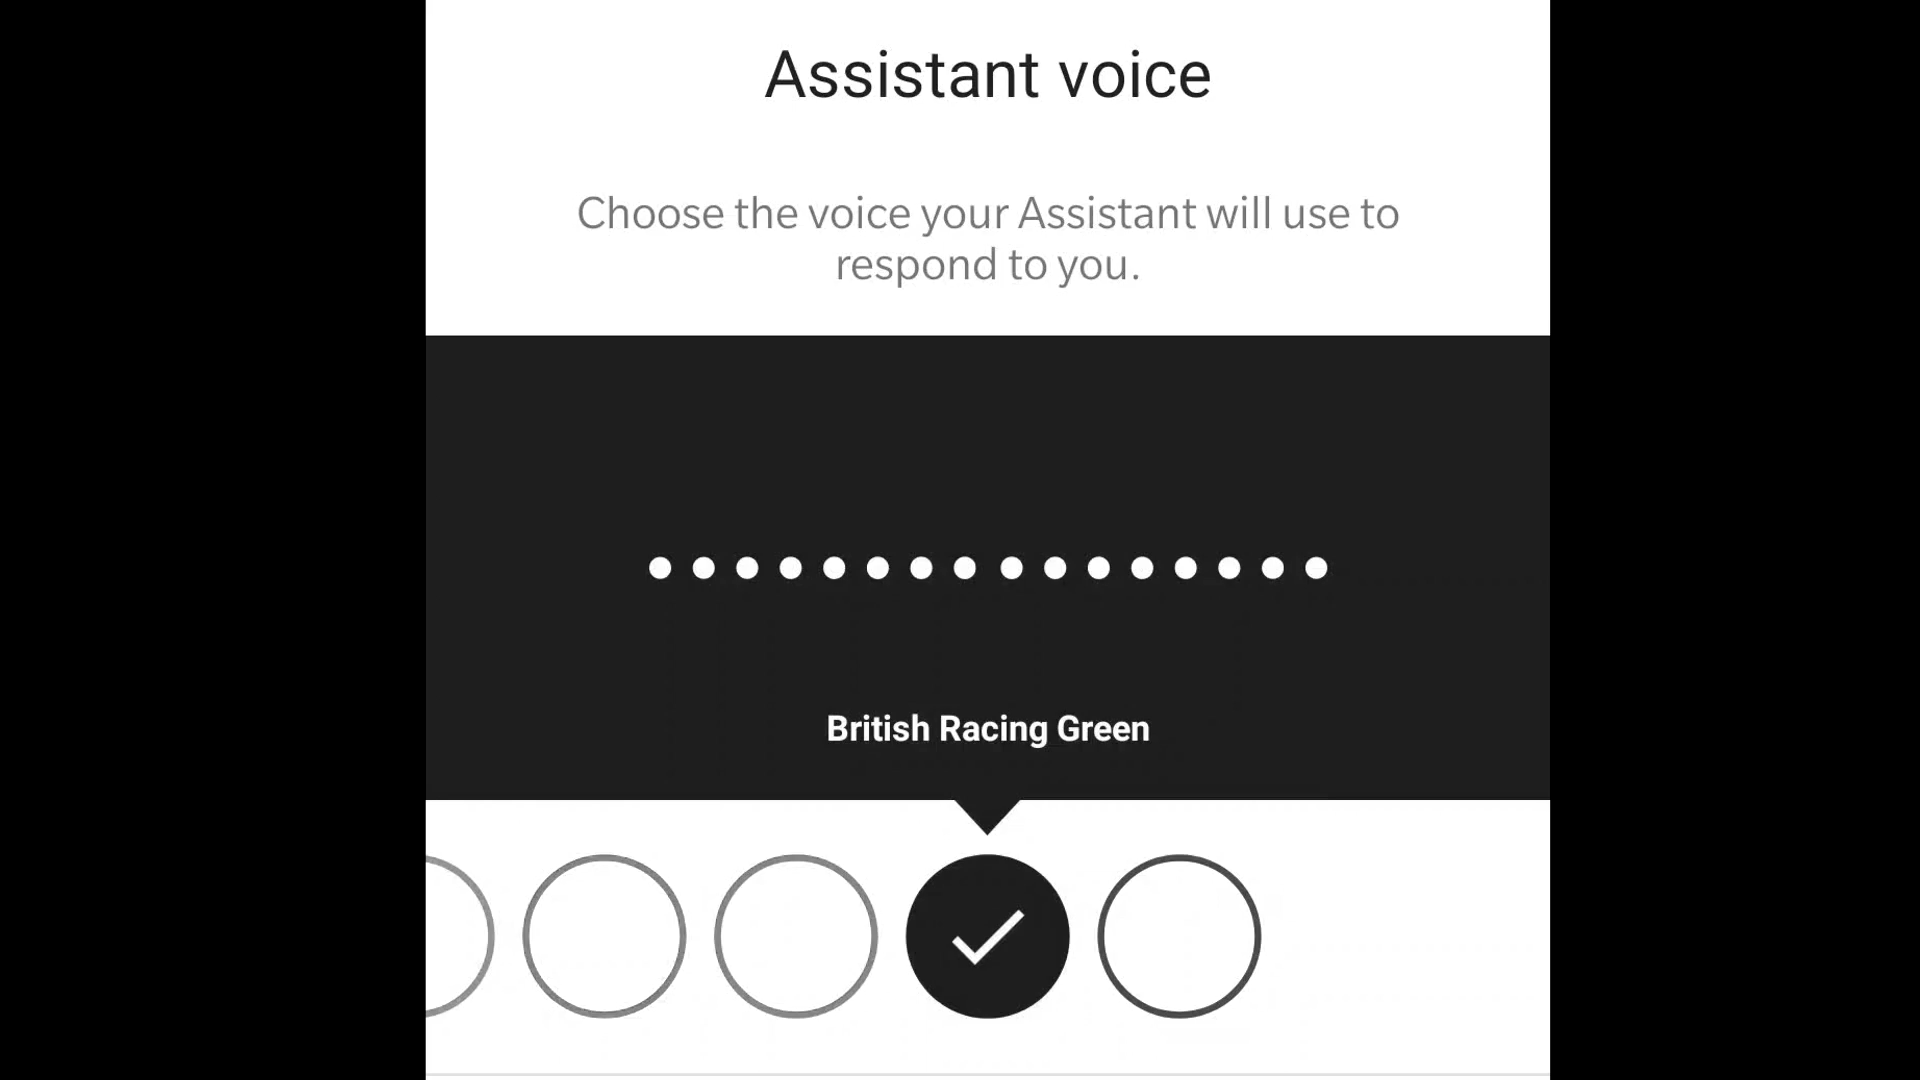 Assistant voice
Choose the voice your Assistant will use to
respond to you.
British Racing Green